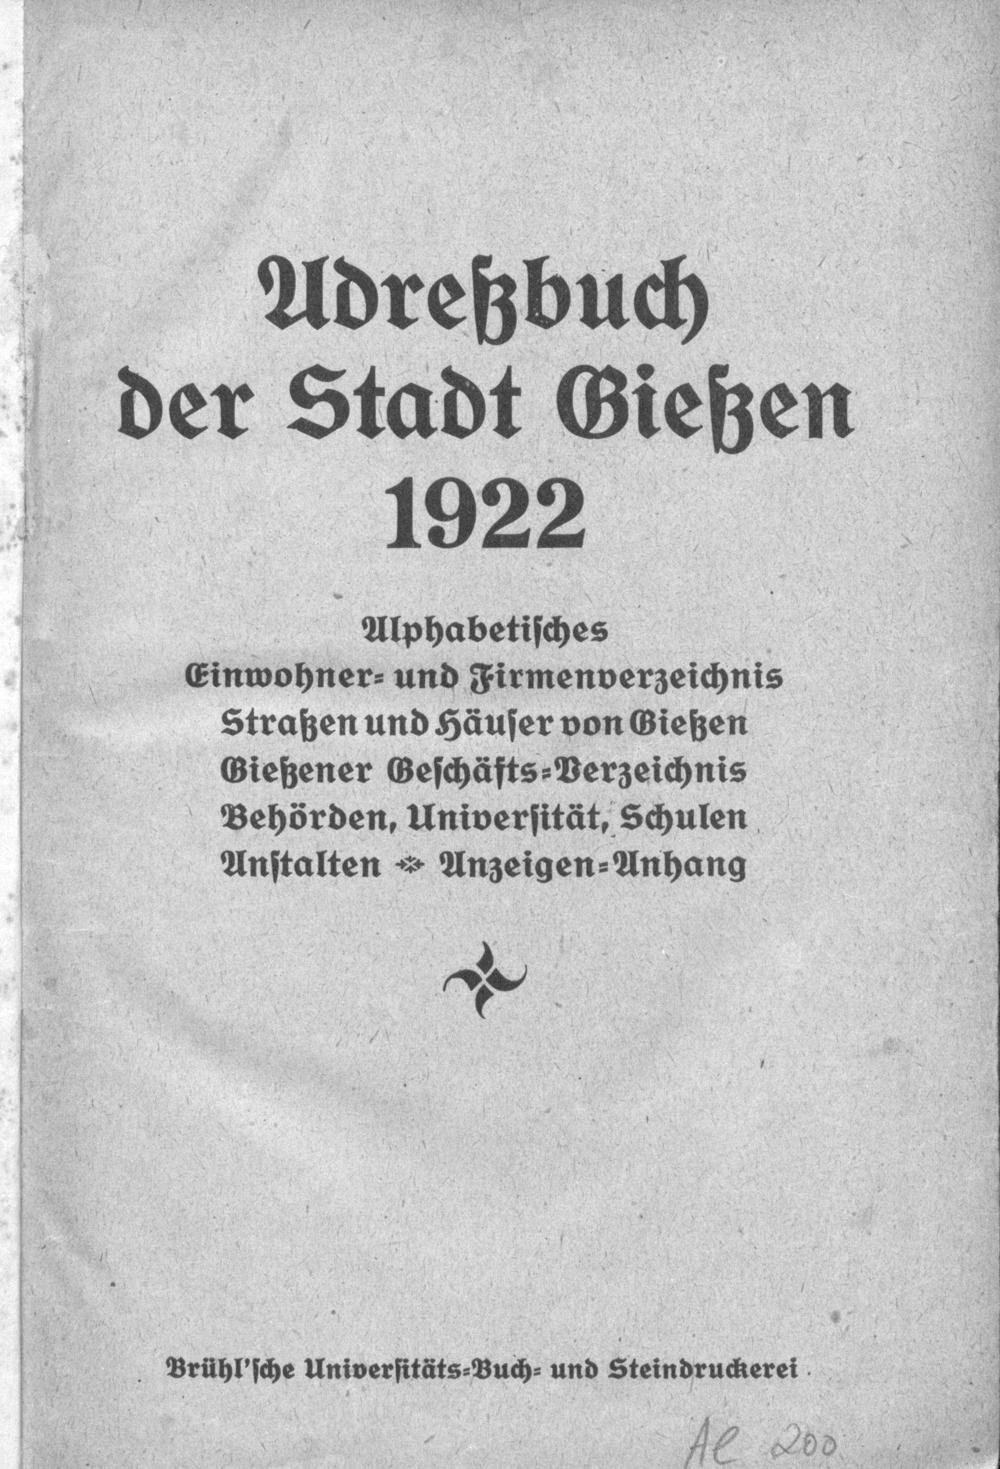 Adreßbuch
der Stadt Gießen
1922
Alphabetisches
Einwohner- und Firmenverzeichnis
Straßen und Häuser von Gießen
Gießener Geschäfts-Verzeichnis
Behörden, Universität, Schulen
Anstalten Anzeigen-Anhang
Brühl'sche Universitäts-Buch- und Steindruckerei
Al 200